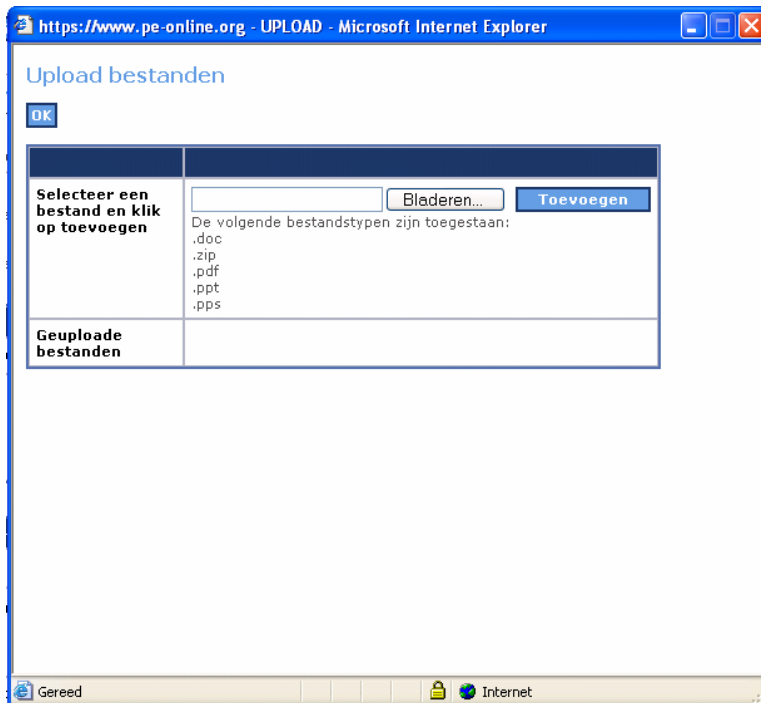 https://www.pe-online.org - UPLOAD - Microsoft Internet Explorer
Upload bestanden
OK
Selecteer een
bestand en klik
op toevoegen
Bladeren...
Toevoegen
De volgende bestandstypen zijn toegestaan:
.doc
.zip
.pdf
.ppt
.pps
Geuploade
bestanden
Gereed
Internet